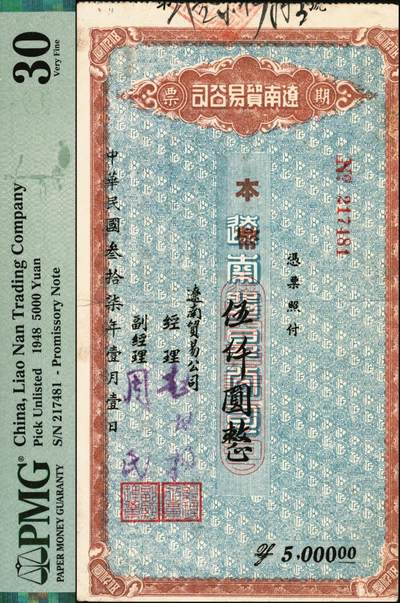 30
Very Fine
China, Liao Nan Trading Company
Pick Unlisted 1948 5000 Yuan
S/N 217481 - Promissory Note
PMG®
PAPER MONEY GUARANTY
期 遼南貿易公司 票
№ 217481
憑票照付
本票
伍仟圓整
遼南貿易公司
經理
副經理
中華民國叁拾柒年壹月壹日
5.00000